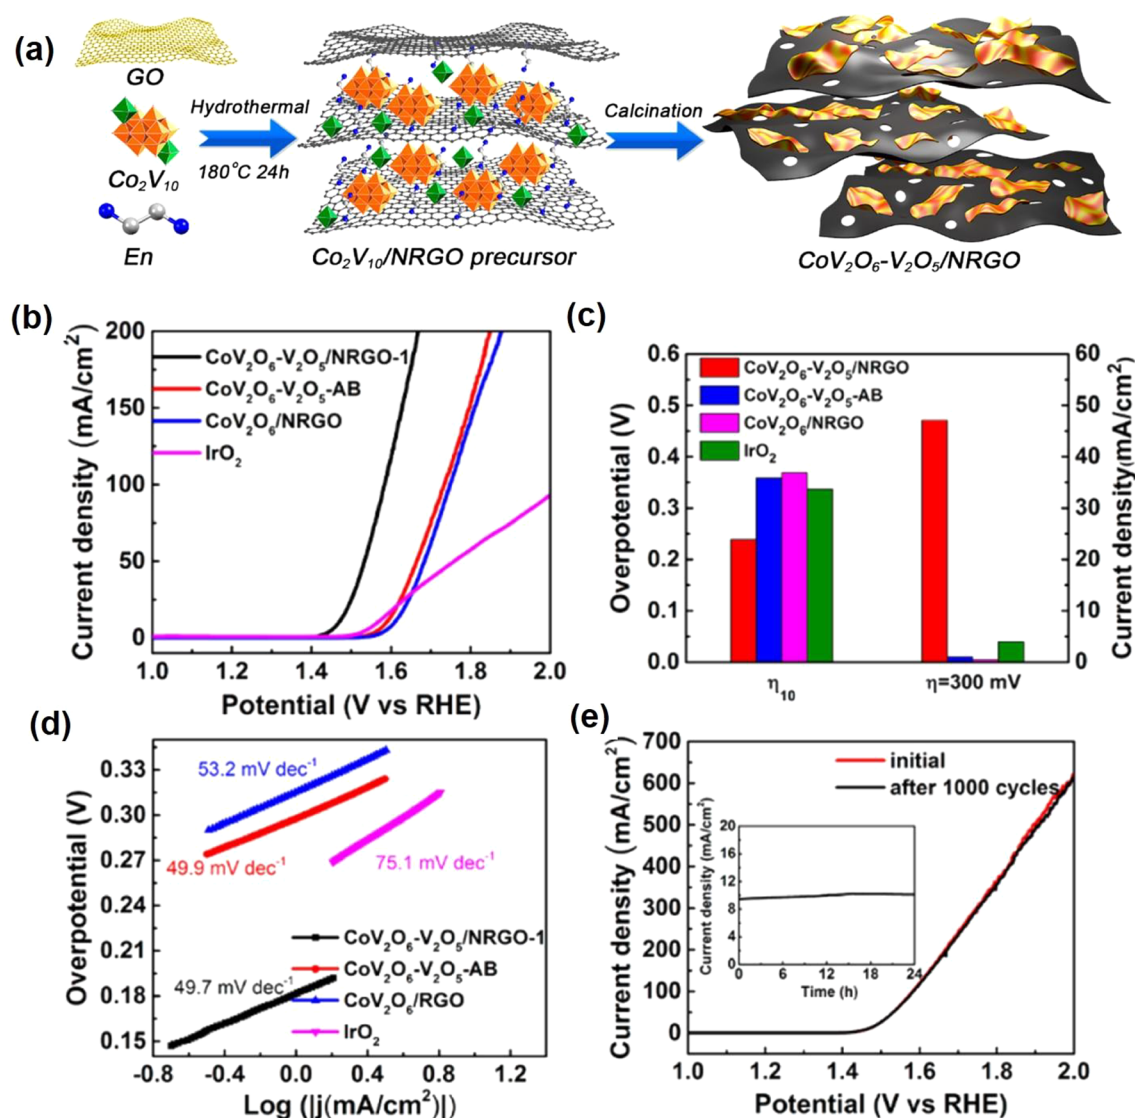 (a)
GO
Co₂V₁₀
En
Hydrothermal
180°C 24h
Co₂V₁₀/NRGO precursor
Calcination
CoV₂O₆-V₂O₅/NRGO
(b)
Current density (mA/cm²)
200
150
100
50
0
CoV₂O₆-V₂O₅/NRGO-1
CoV₂O₆-V₂O₅-AB
CoV₂O₆/NRGO
IrO₂
1.0 1.2 1.4 1.6 1.8 2.0
Potential (V vs RHE)
(c)
Overpotential (V)
0.6
0.5
0.4
0.3
0.2
0.1
0.0
CoV₂O₆-V₂O₅/NRGO
CoV₂O₆-V₂O₅-AB
CoV₂O₆/NRGO
IrO₂
60
50
40
30
20
10
0
Current density(mA/cm²)
η₁₀ η=300 mV
(d)
Overpotential (V)
0.33
0.30
0.27
0.24
0.21
0.18
0.15
53.2 mV dec⁻¹
49.9 mV dec⁻¹
75.1 mV dec⁻¹
49.7 mV dec⁻¹
CoV₂O₆-V₂O₅/NRGO-1
CoV₂O₆-V₂O₅-AB
CoV₂O₆/RGO
IrO₂
-0.8 -0.4 0.0 0.4 0.8 1.2
Log (|j(mA/cm²)|)
(e)
Current density (mA/cm²)
700
600
500
400
300
200
100
0
initial
after 1000 cycles
Current density (mA/cm²)
20
16
12
8
4
0
0 6 12 18 24
Time (h)
1.0 1.2 1.4 1.6 1.8 2.0
Potential (V vs RHE)